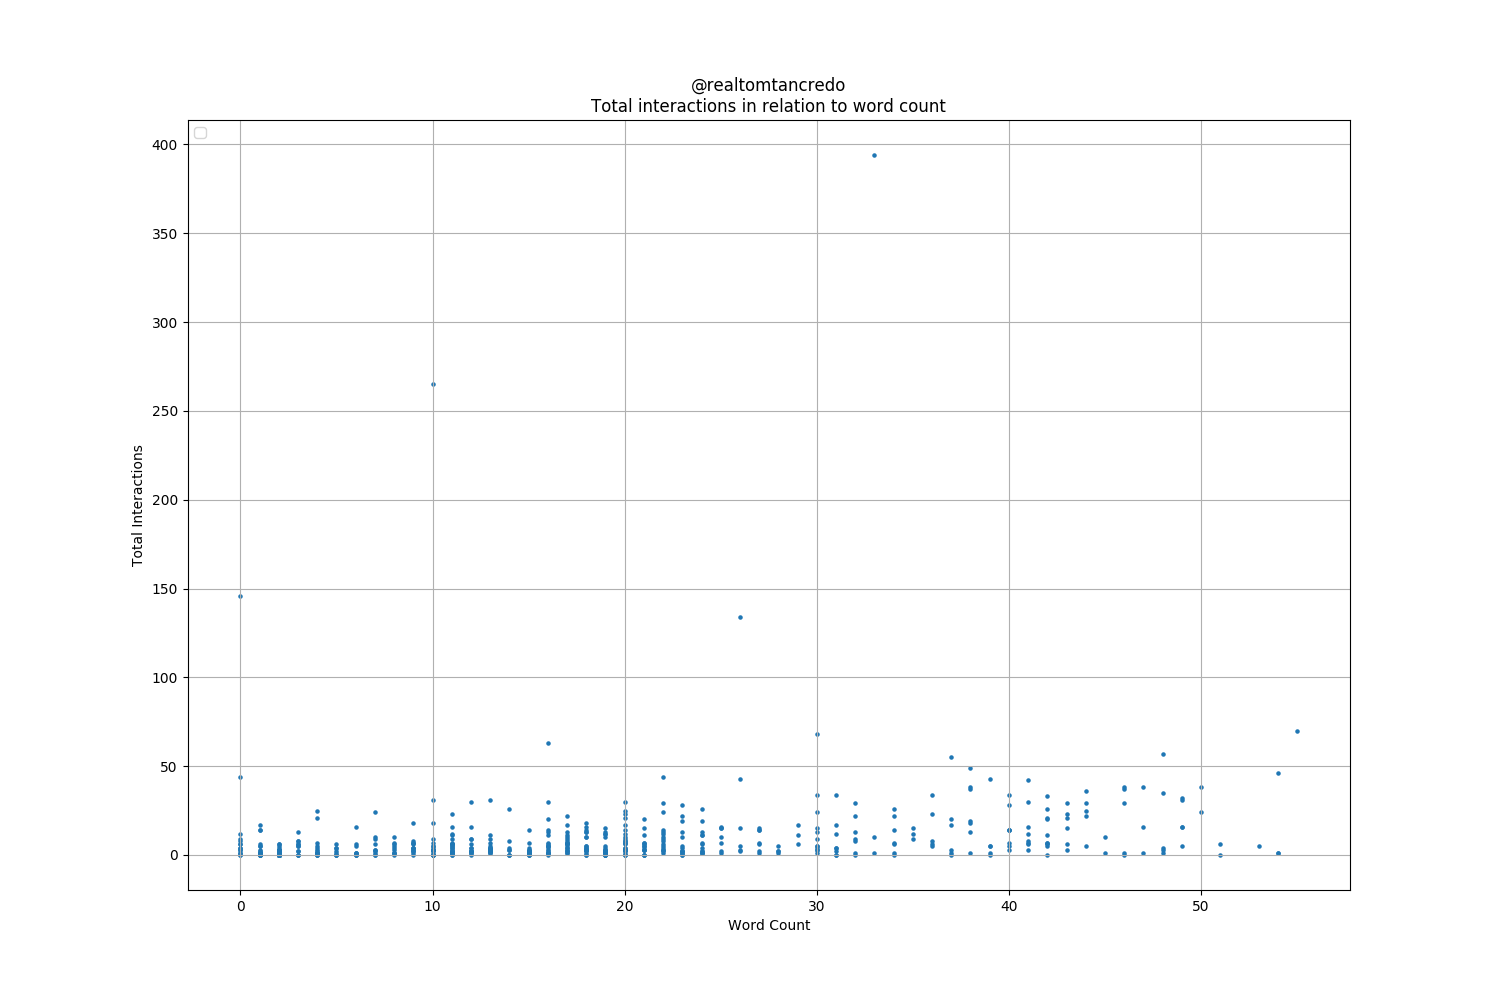 @realtomtancredo
Total interactions in relation to word count
400
350
300
250
200
150
100
50
0
Total Interactions
0 10 20 30 40 50
Word Count